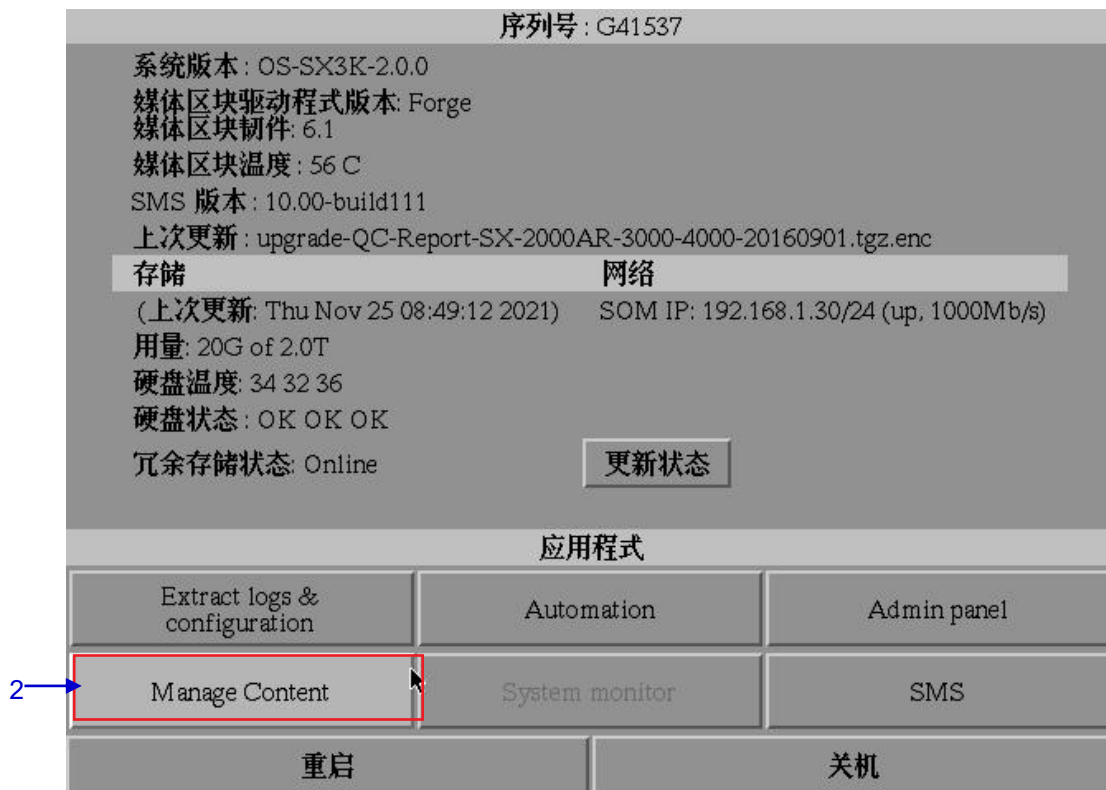 序列号 : G41537
系统版本 : OS-SX3K-2.0.0
媒体区块驱动程式版本: Forge
媒体区块韧件: 6.1
媒体区块温度 : 56 C
SMS 版本 : 10.00-build111
上次更新 : upgrade-QC-Report-SX-2000AR-3000-4000-20160901.tgz.enc
存储 网络
(上次更新: Thu Nov 25 08:49:12 2021) SOM IP: 192.168.1.30/24 (up, 1000Mb/s)
用量: 20G of 2.0T
硬盘温度: 34 32 36
硬盘状态 : OK OK OK
冗余存储状态: Online 更新状态
应用程式
Extract logs &
configuration
Automation
Admin panel
2
Manage Content
System monitor
SMS
重启
关机